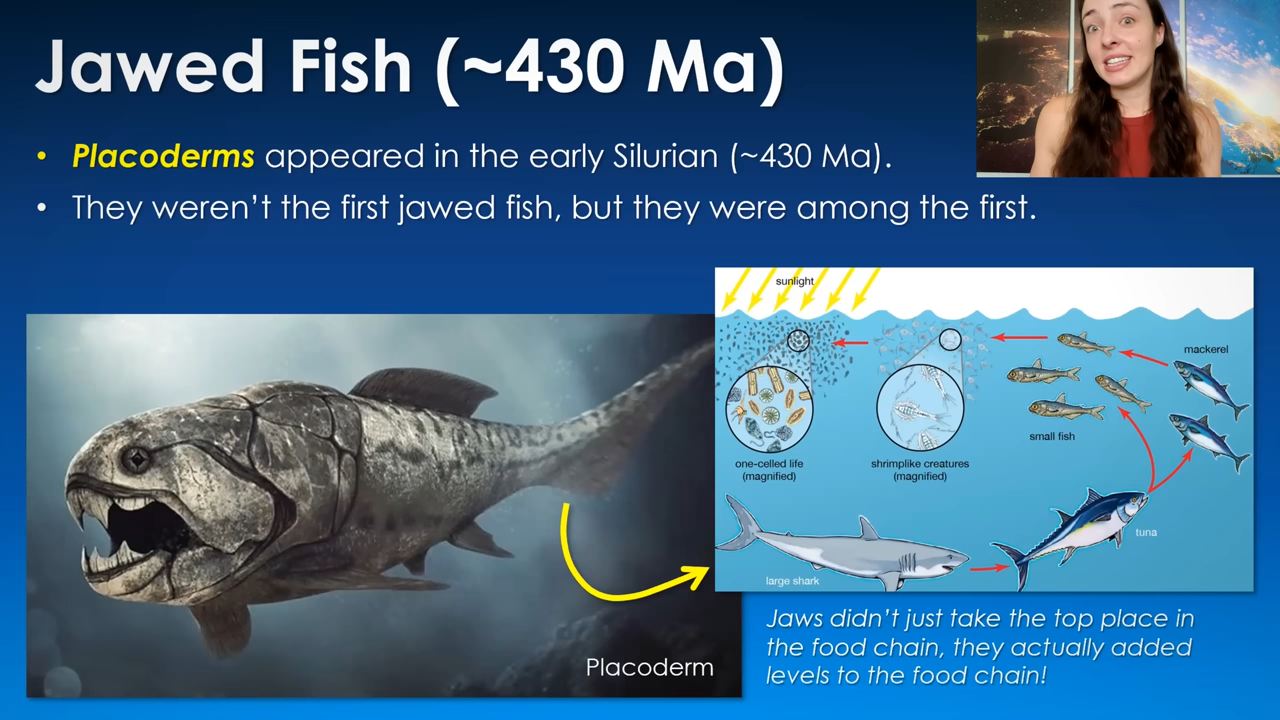 Jawed Fish (~430 Ma)
• Placoderms appeared in the early Silurian (~430 Ma).
• They weren’t the first jawed fish, but they were among the first.
sunlight
mackerel
small fish
one-celled life
(magnified)
shrimplike creatures
(magnified)
tuna
large shark
Placoderm
Jaws didn’t just take the top place in
the food chain, they actually added
levels to the food chain!